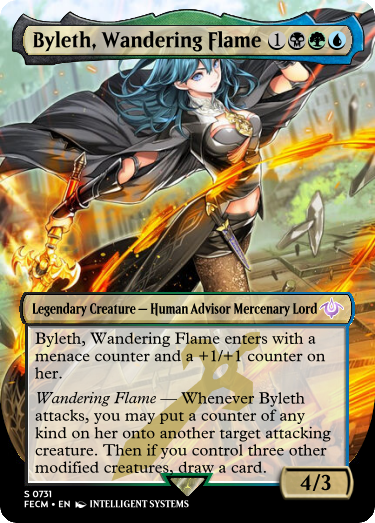 Byleth, Wandering Flame 1
Legendary Creature — Human Advisor Mercenary Lord
Byleth, Wandering Flame enters with a
menace counter and a +1/+1 counter on
her.
Wandering Flame — Whenever Byleth
attacks, you may put a counter of any
kind on her onto another target attacking
creature. Then if you control three other
modified creatures, draw a card.
4/3
S 0731
FECM • EN INTELLIGENT SYSTEMS